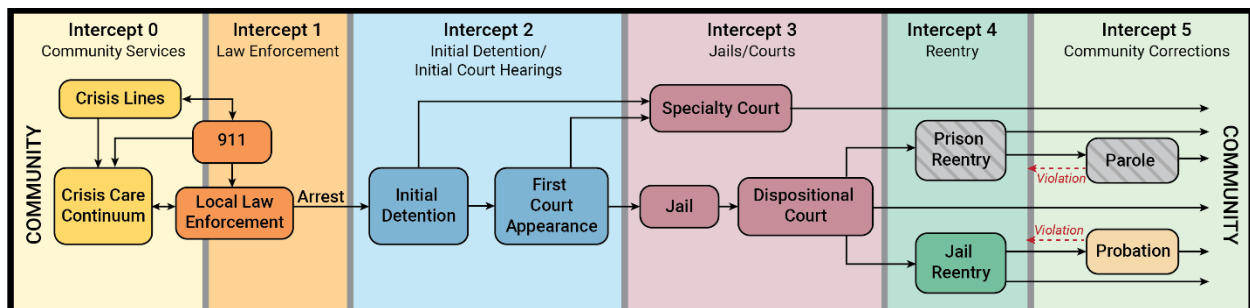 Intercept 0
Community Services
Intercept 1
Law Enforcement
Intercept 2
Initial Detention/
Initial Court Hearings
Intercept 3
Jails/Courts
Intercept 4
Reentry
Intercept 5
Community Corrections
COMMUNITY
Crisis Lines
911
Crisis Care
Continuum
Local Law
Enforcement
Arrest
Initial
Detention
First
Court
Appearance
Specialty Court
Jail
Dispositional
Court
Prison
Reentry
Violation
Parole
Jail
Reentry
Violation
Probation
COMMUNITY